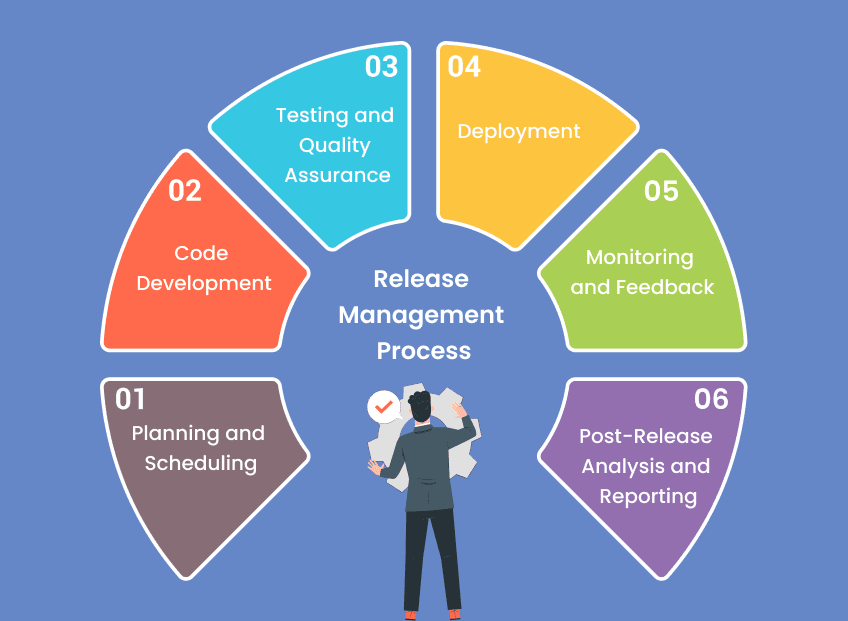 Release
Management
Process
01
Planning and
Scheduling
02
Code
Development
03
Testing and
Quality
Assurance
04
Deployment
05
Monitoring
and Feedback
06
Post-Release
Analysis and
Reporting